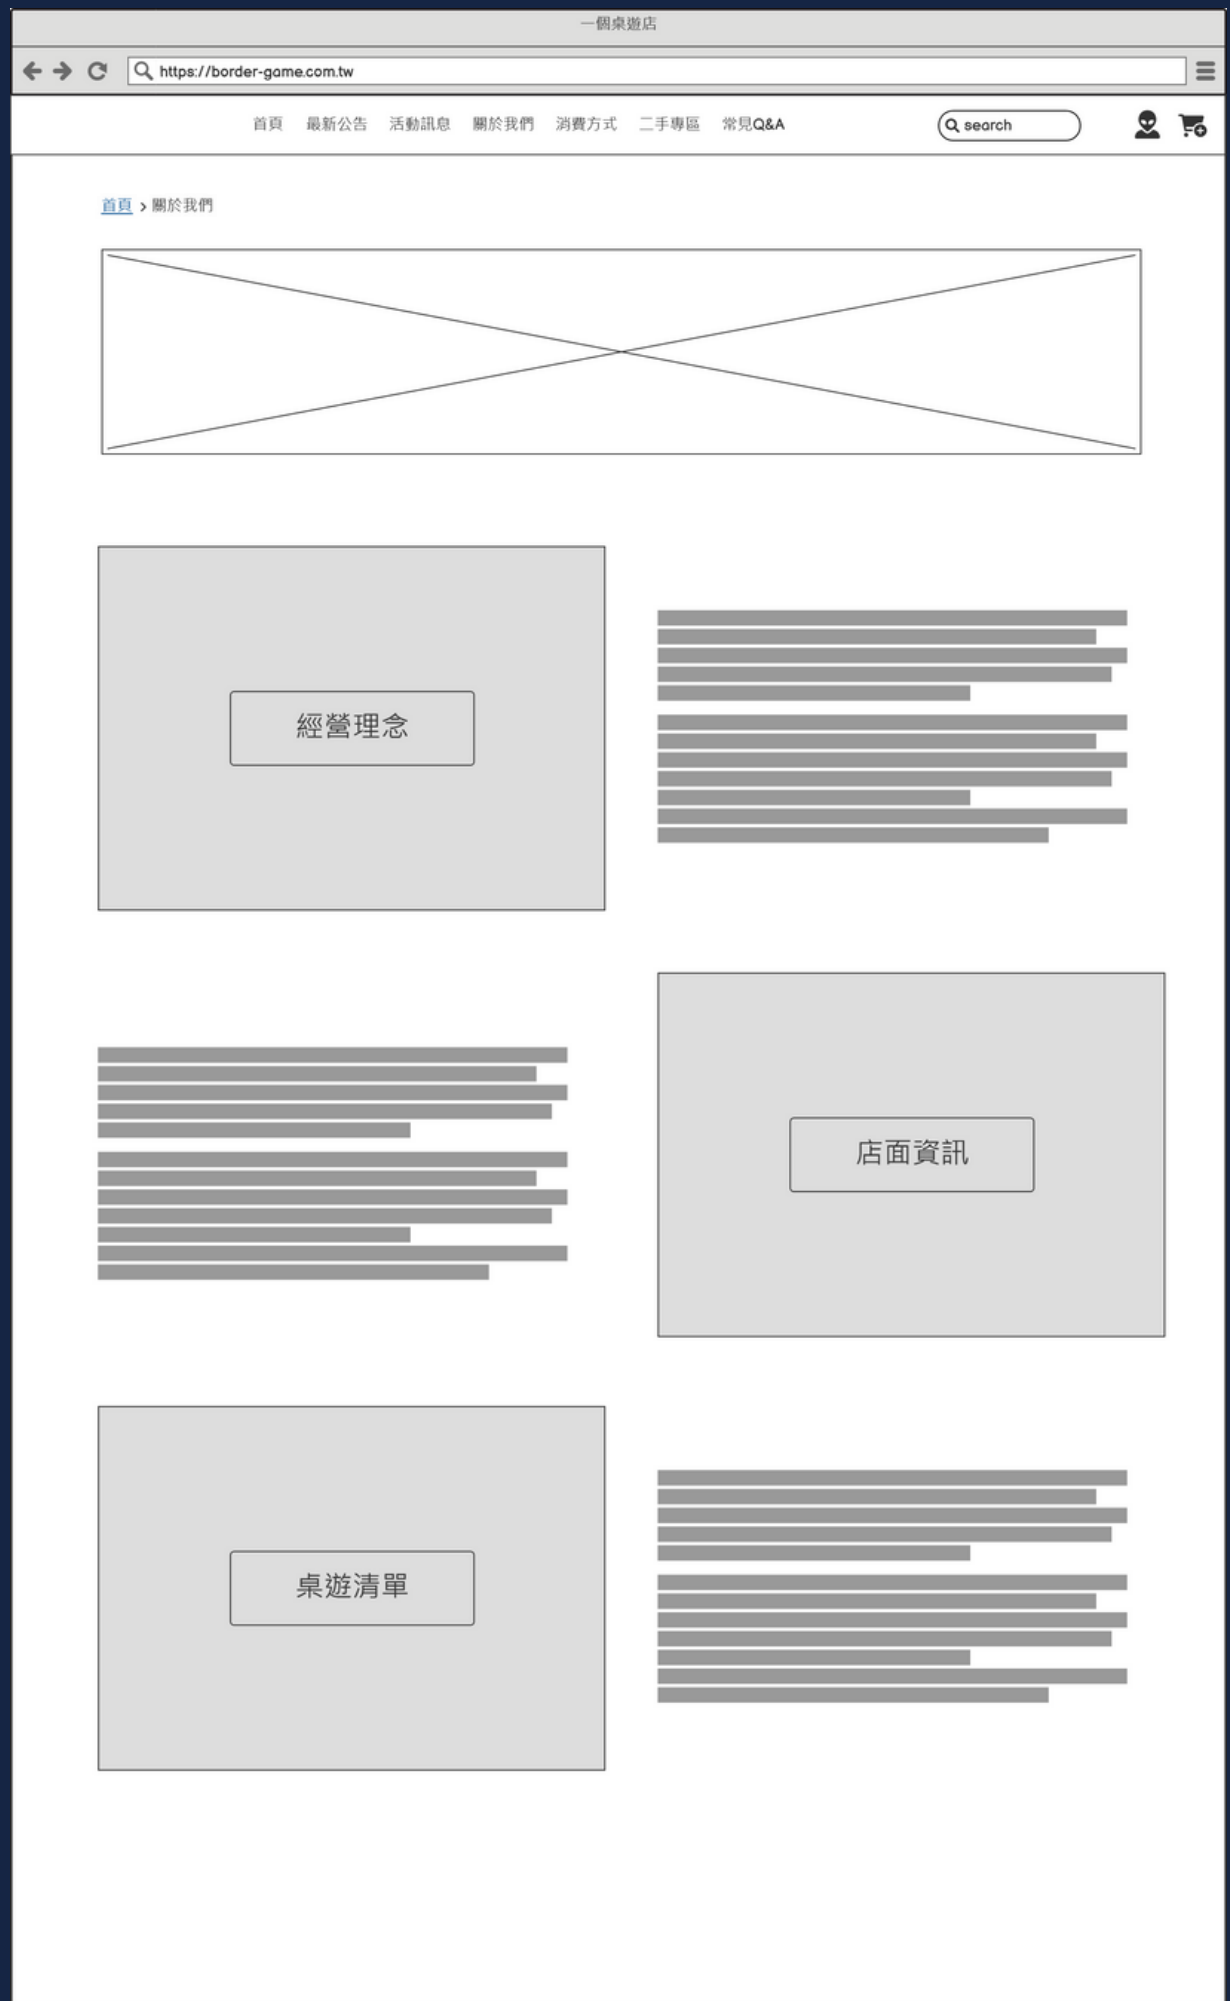 一個桌遊店
https://border-game.com.tw
首頁 最新公告 活動訊息 關於我們 消費方式 二手專區 常見Q&A search
首頁 > 關於我們
經營理念
店面資訊
桌遊清單